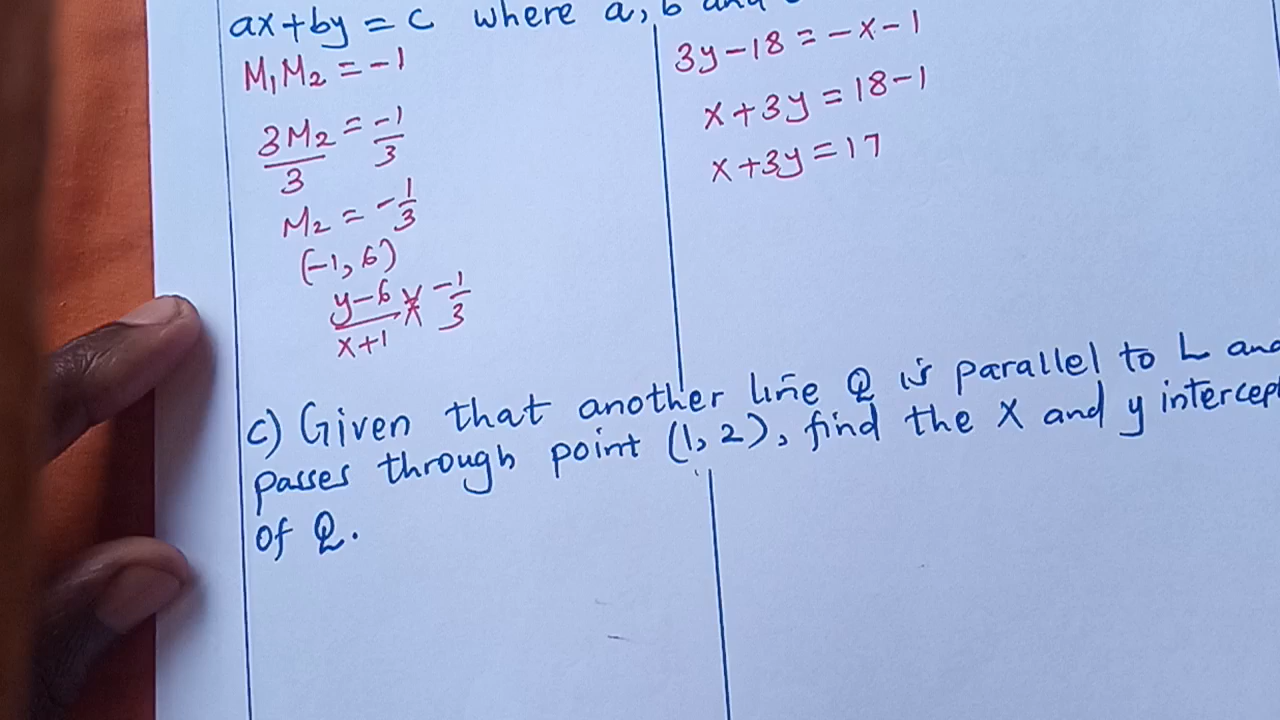 ax+by = c where a, b and
M₁M₂ = -1
3M₂/3 = -1/3
M₂ = -1/3
(-1, 6)
y-6/x+1 = -1/3
3y-18 = -x-1
x+3y = 18-1
x+3y = 17
c) Given that another line Q is parallel to L and
passes through point (1, 2), find the X and y intercept
of Q.